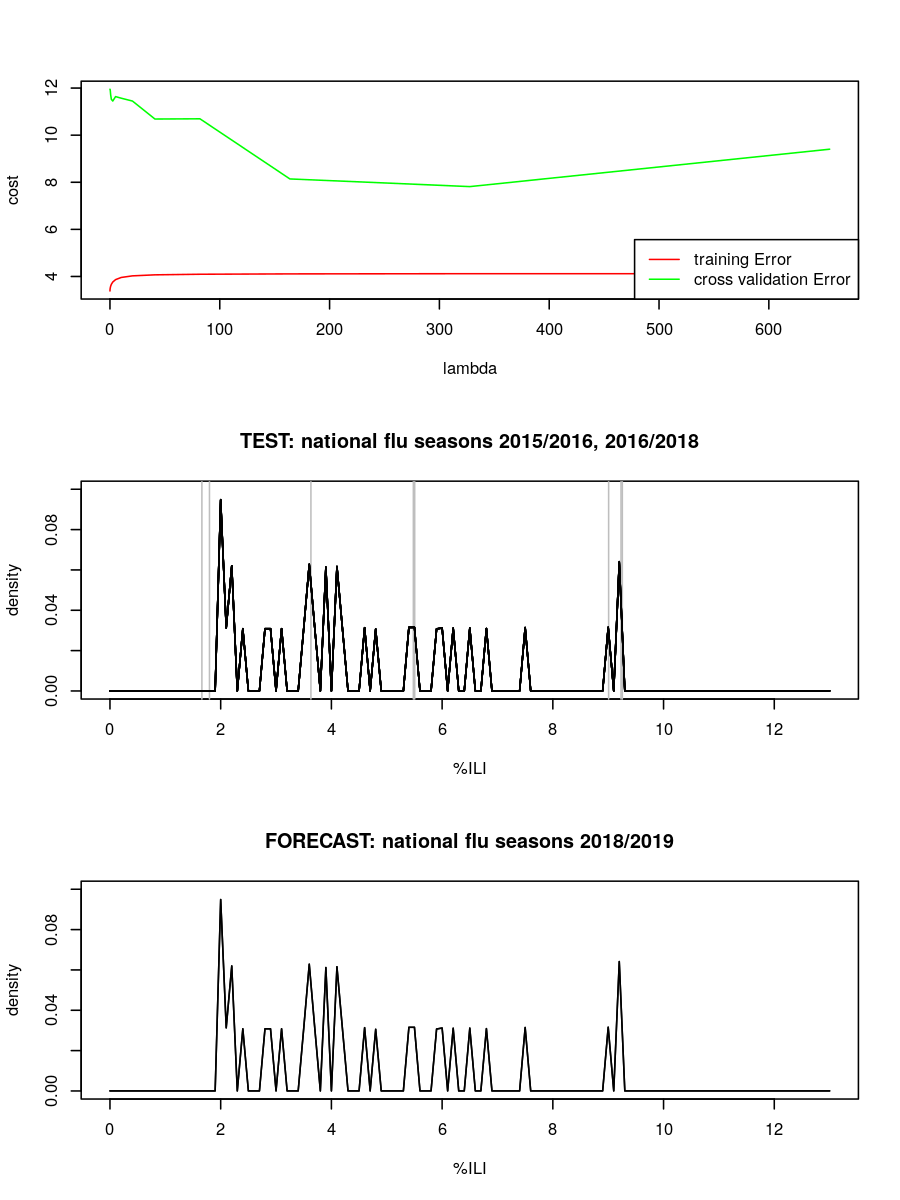 12
10
8
6
4
cost
training Error
cross validation Error
0 100 200 300 400 500 600
lambda
TEST: national flu seasons 2015/2016, 2016/2018
0.08
0.04
0.00
density
0 2 4 6 8 10 12
%ILI
FORECAST: national flu seasons 2018/2019
0.08
0.04
0.00
density
0 2 4 6 8 10 12
%ILI